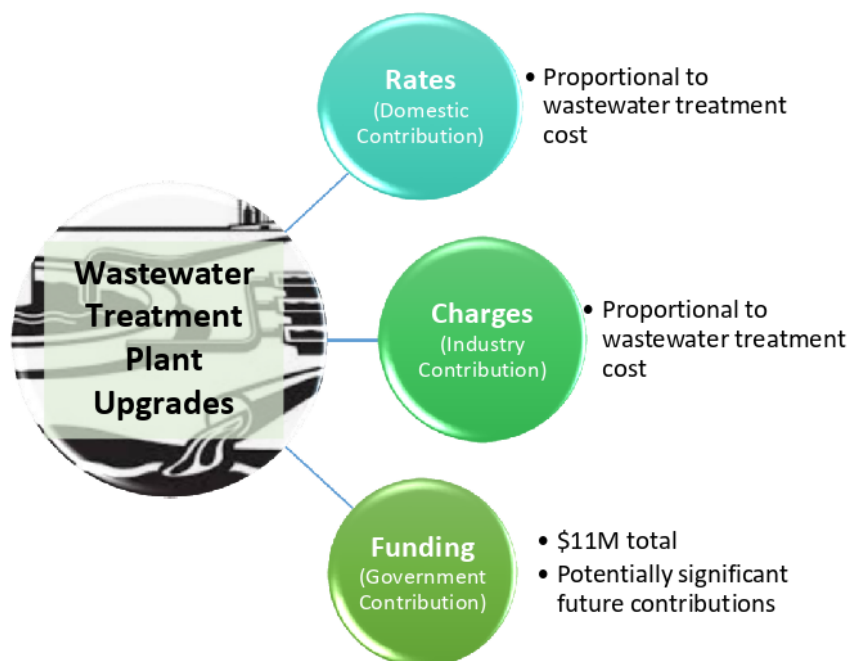 Wastewater
Treatment
Plant
Upgrades
Rates
(Domestic
Contribution)
• Proportional to
wastewater treatment
cost
Charges
(Industry
Contribution)
• Proportional to
wastewater treatment
cost
Funding
(Government
Contribution)
• $11M total
• Potentially significant
future contributions